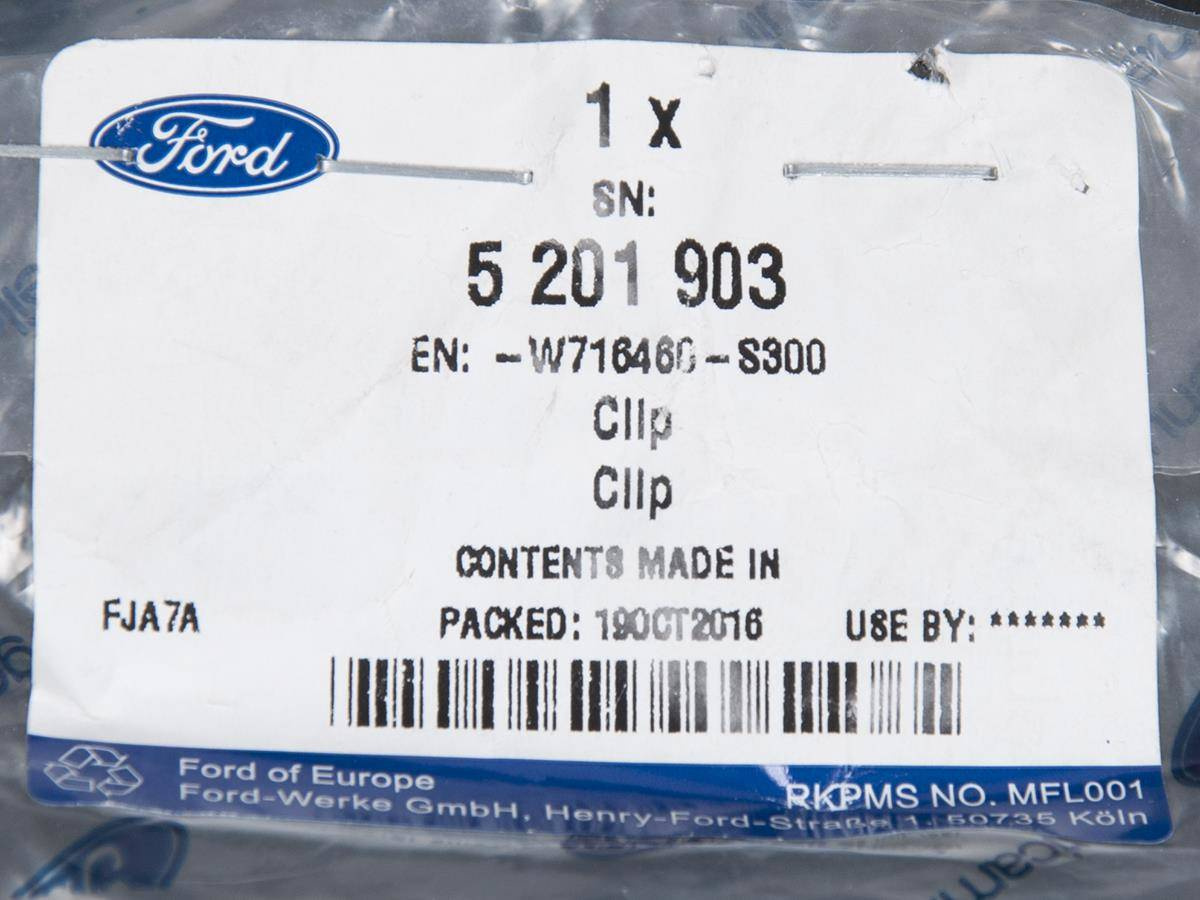 Ford
1 x
SN:
5 201 903
EN: -W716460-S300
Clip
Clip
CONTENTS MADE IN
FJA7A
PACKED: 19OCT2016
USE BY: *******
Ford of Europe
RKPMS NO. MFL001
Ford-Werke GmbH, Henry-Ford-Straße 1, 50735 Köln